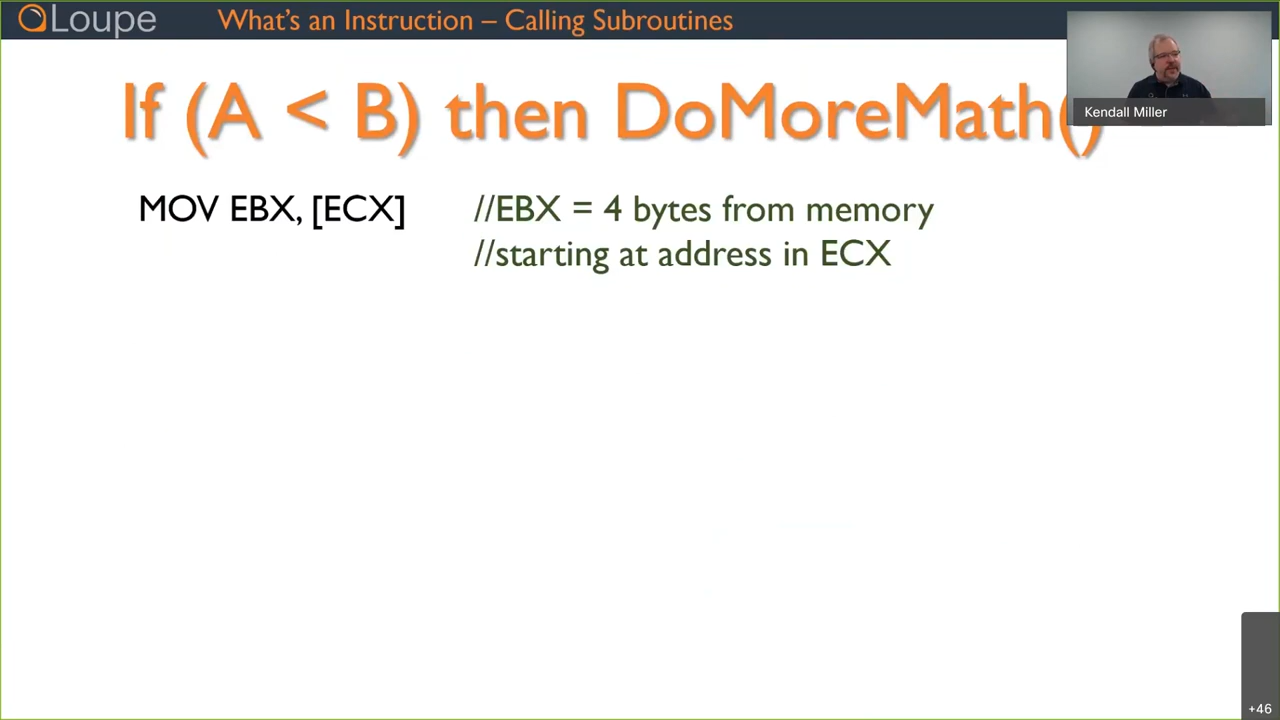 Loupe
What's an Instruction – Calling Subroutines
If (A < B) then DoMoreMath()
Kendall Miller
MOV EBX, [ECX] //EBX = 4 bytes from memory
//starting at address in ECX
+46